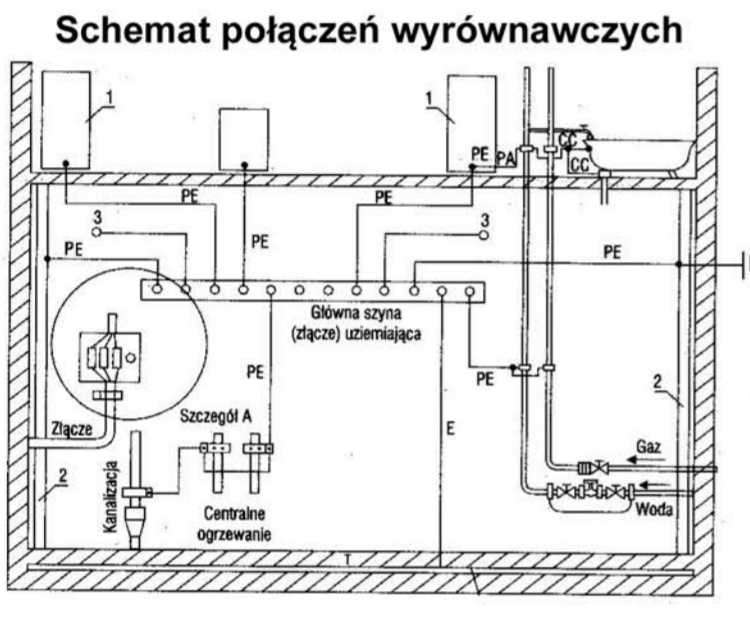 Schemat połączeń wyrównawczych
1
1
PE
PA
CC
CC
PE
PE
3
PE
3
PE
PE
Główna szyna
(złącze) uziemiająca
PE
PE
2
Szczegół A
E
Złącze
Gaz
2
Kanalizacja
Centralne
ogrzewanie
Woda
T